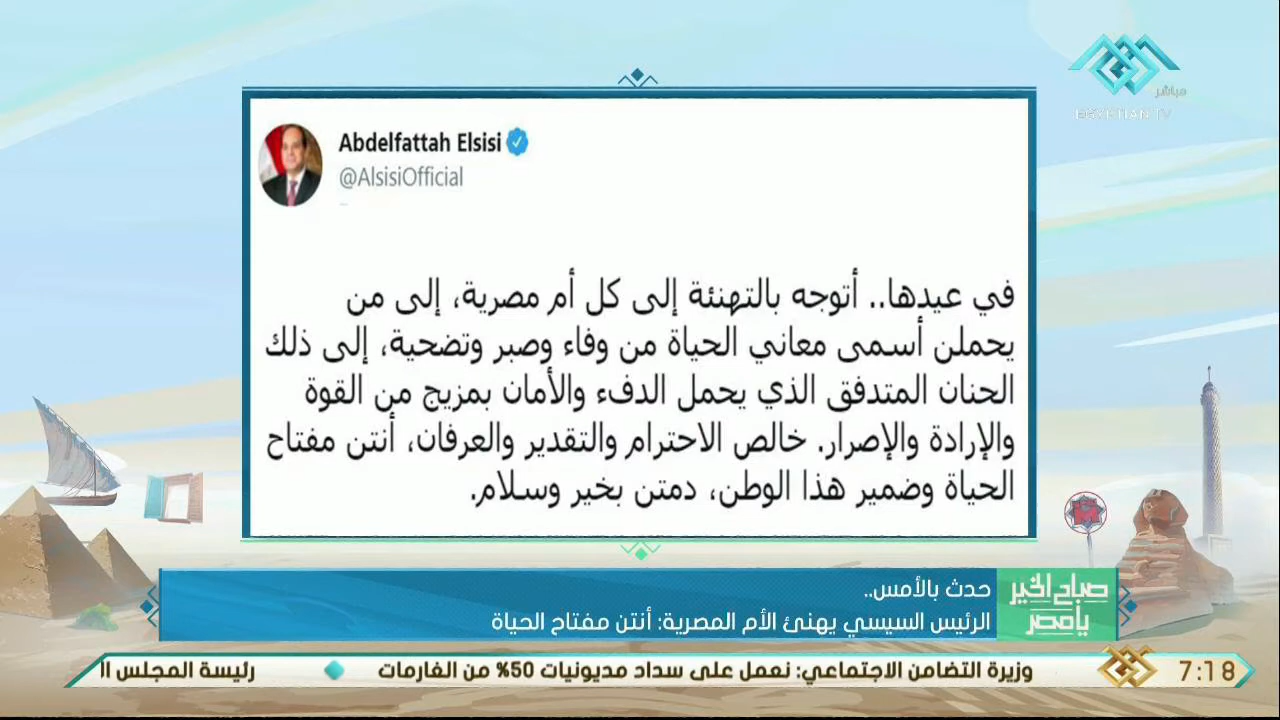 مباشر
EGYPTIAN TV
Abdelfattah Elsisi
@AlsisiOfficial
في عيدها.. أتوجه بالتهنئة إلى كل أم مصرية، إلى من
يحملن أسمى معاني الحياة من وفاء وصبر وتضحية، إلى ذلك
الحنان المتدفق الذي يحمل الدفء والأمان بمزيج من القوة
والإرادة والإصرار. خالص الاحترام والتقدير والعرفان، أنتن مفتاح
الحياة وضمير هذا الوطن، دمتن بخير وسلام.
صباح الخير
يا مصر
حدث بالأمس..
الرئيس السيسي يهنئ الأم المصرية: أنتن مفتاح الحياة
7:18
وزيرة التضامن الاجتماعي: نعمل على سداد مديونيات 50% من الغارمات
رئيسة المجلس ال